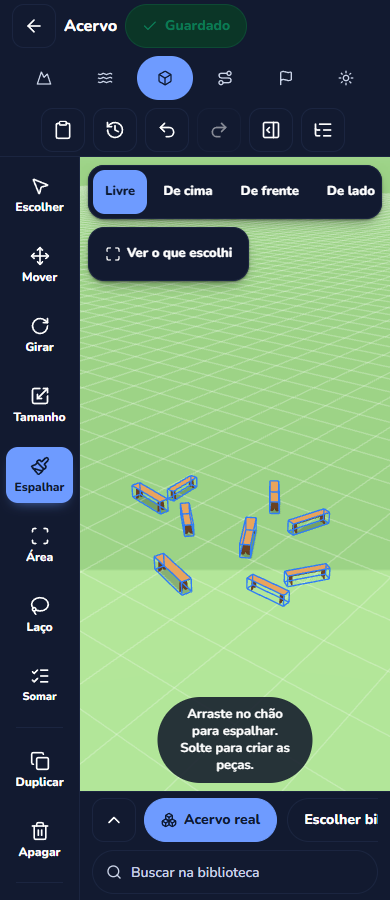 Acervo
Guardado
Livre
De cima
De frente
De lado
Ver o que escolhi
Escolher
Mover
Girar
Tamanho
Espalhar
Área
Laço
Somar
Duplicar
Apagar
Arraste no chão
para espalhar.
Solte para criar as
peças.
Acervo real
Escolher
Buscar na biblioteca